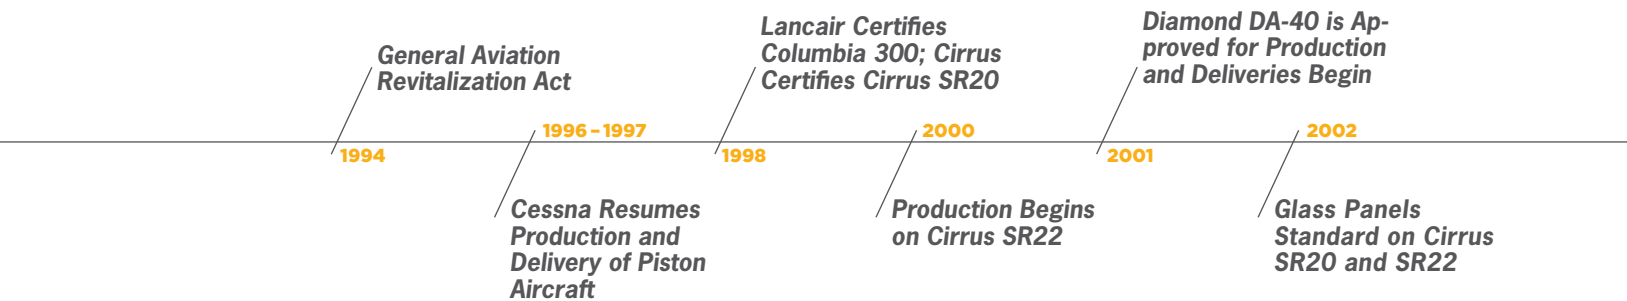 General Aviation
Revitalization Act
1994
1996 – 1997
Cessna Resumes
Production and
Delivery of Piston
Aircraft
Lancair Certifies
Columbia 300; Cirrus
Certifies Cirrus SR20
1998
2000
Production Begins
on Cirrus SR22
Diamond DA-40 is Ap-
proved for Production
and Deliveries Begin
2001
2002
Glass Panels
Standard on Cirrus
SR20 and SR22